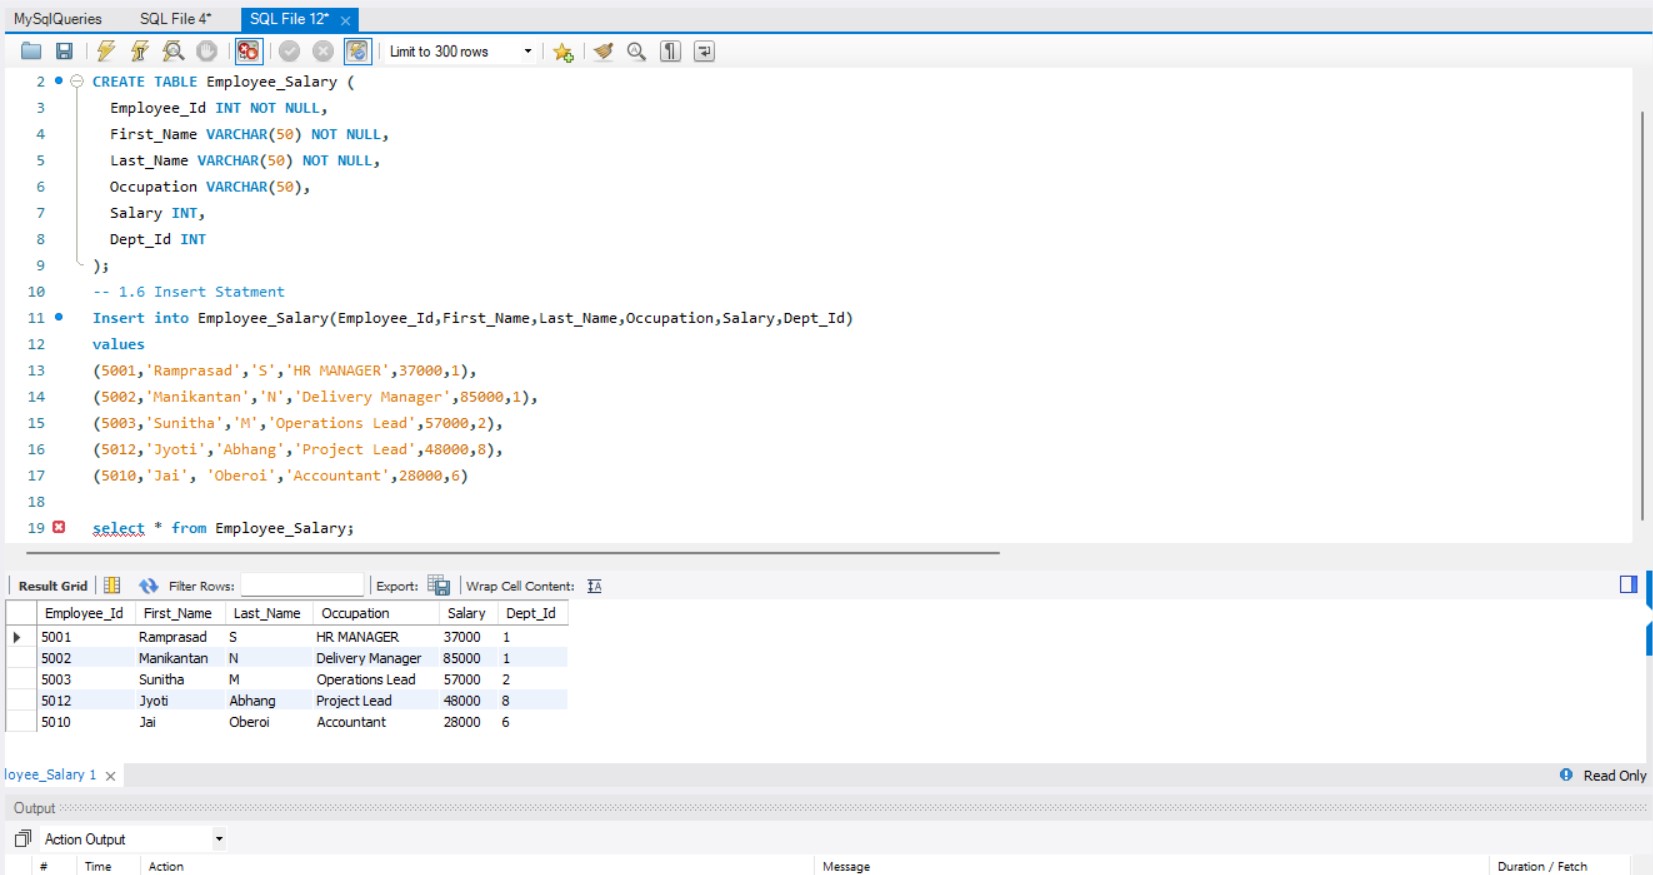 MySqlQueries SQL File 4* SQL File 12*
Limit to 300 rows
2 CREATE TABLE Employee_Salary (
3 Employee_Id INT NOT NULL,
4 First_Name VARCHAR(50) NOT NULL,
5 Last_Name VARCHAR(50) NOT NULL,
6 Occupation VARCHAR(50),
7 Salary INT,
8 Dept_Id INT
9 );
10 -- 1.6 Insert Statment
11 Insert into Employee_Salary(Employee_Id,First_Name,Last_Name,Occupation,Salary,Dept_Id)
12 values
13 (5001,'Ramprasad','S','HR MANAGER',37000,1),
14 (5002,'Manikantan','N','Delivery Manager',85000,1),
15 (5003,'Sunitha','M','Operations Lead',57000,2),
16 (5012,'Jyoti','Abhang','Project Lead',48000,8),
17 (5010,'Jai', 'Oberoi','Accountant',28000,6)
18
19 select * from Employee_Salary;
Result Grid Filter Rows: Export: Wrap Cell Content:
Employee_Id First_Name Last_Name Occupation Salary Dept_Id
5001 Ramprasad S HR MANAGER 37000 1
5002 Manikantan N Delivery Manager 85000 1
5003 Sunitha M Operations Lead 57000 2
5012 Jyoti Abhang Project Lead 48000 8
5010 Jai Oberoi Accountant 28000 6
loyee_Salary 1 Read Only
Output
Action Output
# Time Action Message Duration / Fetch